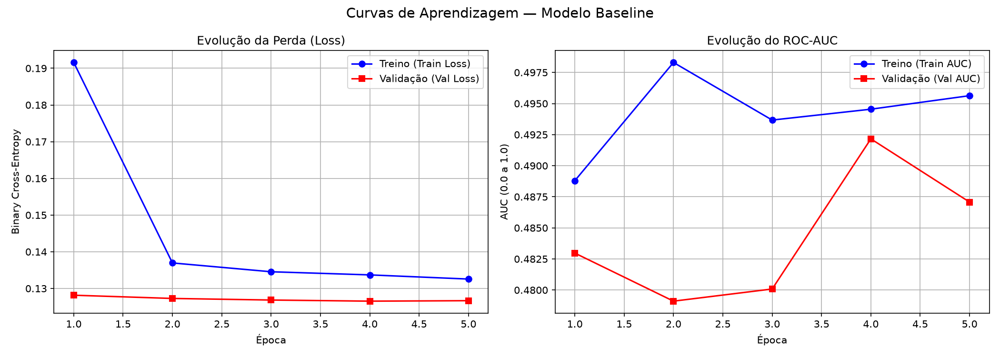 Curvas de Aprendizagem — Modelo Baseline
Evolução da Perda (Loss)
Binary Cross-Entropy
0.19
0.18
0.17
0.16
0.15
0.14
0.13
Treino (Train Loss)
Validação (Val Loss)
1.0 1.5 2.0 2.5 3.0 3.5 4.0 4.5 5.0
Época
Evolução do ROC-AUC
AUC (0.0 a 1.0)
0.4975
0.4950
0.4925
0.4900
0.4875
0.4850
0.4825
0.4800
Treino (Train AUC)
Validação (Val AUC)
1.0 1.5 2.0 2.5 3.0 3.5 4.0 4.5 5.0
Época